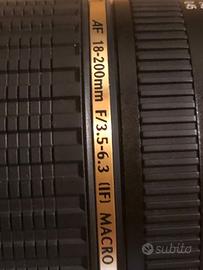 AF 18-200mm F/3.5-6.3 (IF) MACRO
subito